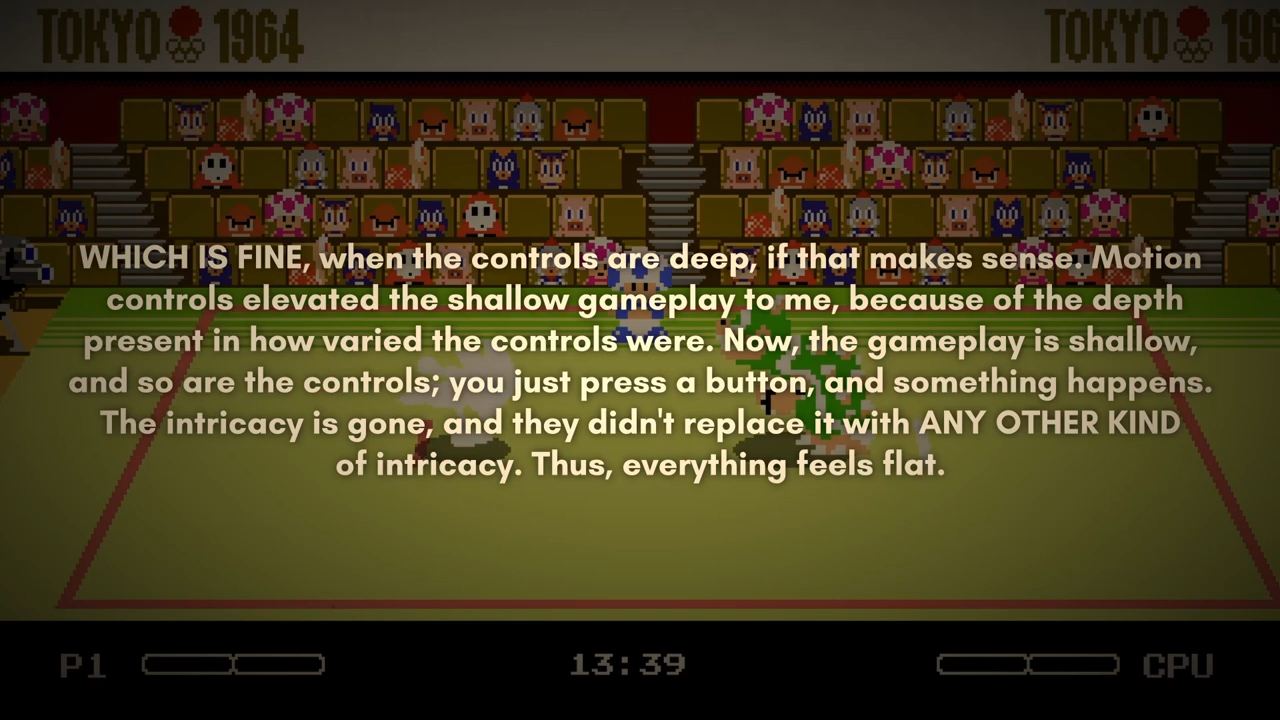 TOKYO 1964
TOKYO 196
WHICH IS FINE, when the controls are deep, if that makes sense. Motion
controls elevated the shallow gameplay to me, because of the depth
present in how varied the controls were. Now, the gameplay is shallow,
and so are the controls; you just press a button, and something happens.
The intricacy is gone, and they didn't replace it with ANY OTHER KIND
of intricacy. Thus, everything feels flat.
P1 13:39 CPU